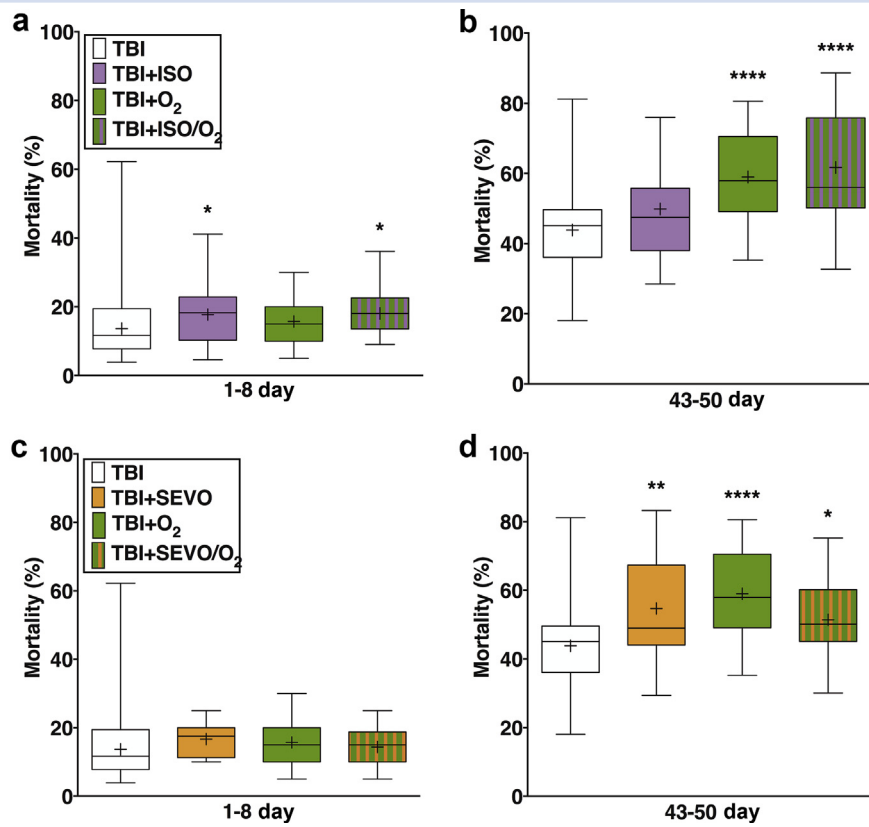 a
100
80
60
40
20
0
Mortality (%)
TBI
TBI+ISO
TBI+O₂
TBI+ISO/O₂
*
*
1-8 day
b
100
80
60
40
20
0
Mortality (%)
****
****
43-50 day
c
100
80
60
40
20
0
Mortality (%)
TBI
TBI+SEVO
TBI+O₂
TBI+SEVO/O₂
1-8 day
d
100
80
60
40
20
0
Mortality (%)
**
****
*
43-50 day